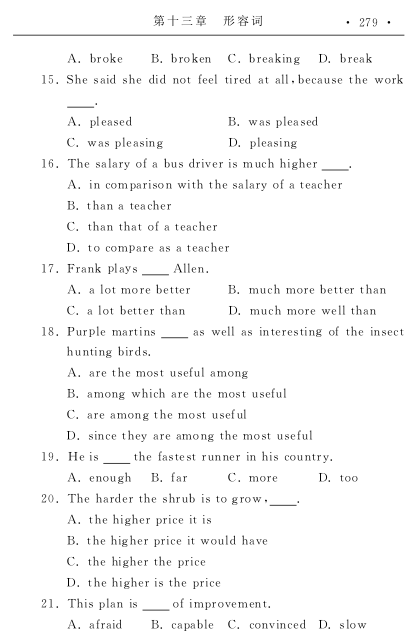 第十三章 形容词 · 279 ·
A. broke B. broken C. breaking D. break
15. She said she did not feel tired at all, because the work
____.
A. pleased B. was pleased
C. was pleasing D. pleasing
16. The salary of a bus driver is much higher ____.
A. in comparison with the salary of a teacher
B. than a teacher
C. than that of a teacher
D. to compare as a teacher
17. Frank plays ____ Allen.
A. a lot more better B. much more better than
C. a lot better than D. much more well than
18. Purple martins ____ as well as interesting of the insect
hunting birds.
A. are the most useful among
B. among which are the most useful
C. are among the most useful
D. since they are among the most useful
19. He is ____ the fastest runner in his country.
A. enough B. far C. more D. too
20. The harder the shrub is to grow, ____.
A. the higher price it is
B. the higher price it would have
C. the higher the price
D. the higher is the price
21. This plan is ____ of improvement.
A. afraid B. capable C. convinced D. slow